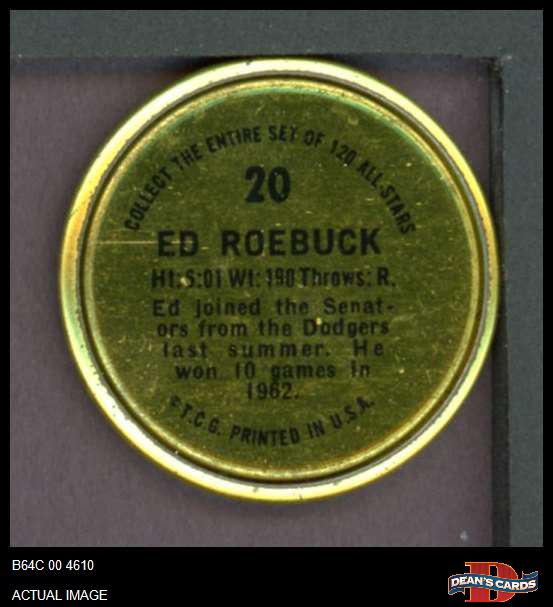 COLLECT THE ENTIRE SET OF 120 ALL-STARS
20
ED ROEBUCK
Ht: 6:01 Wt: 190 Throws: R.
Ed joined the Senat-
ors from the Dodgers
last summer. He
won 10 games in
1962.
© T.C.G. PRINTED IN U.S.A.
B64C 00 4610
ACTUAL IMAGE
DEAN'S CARDS